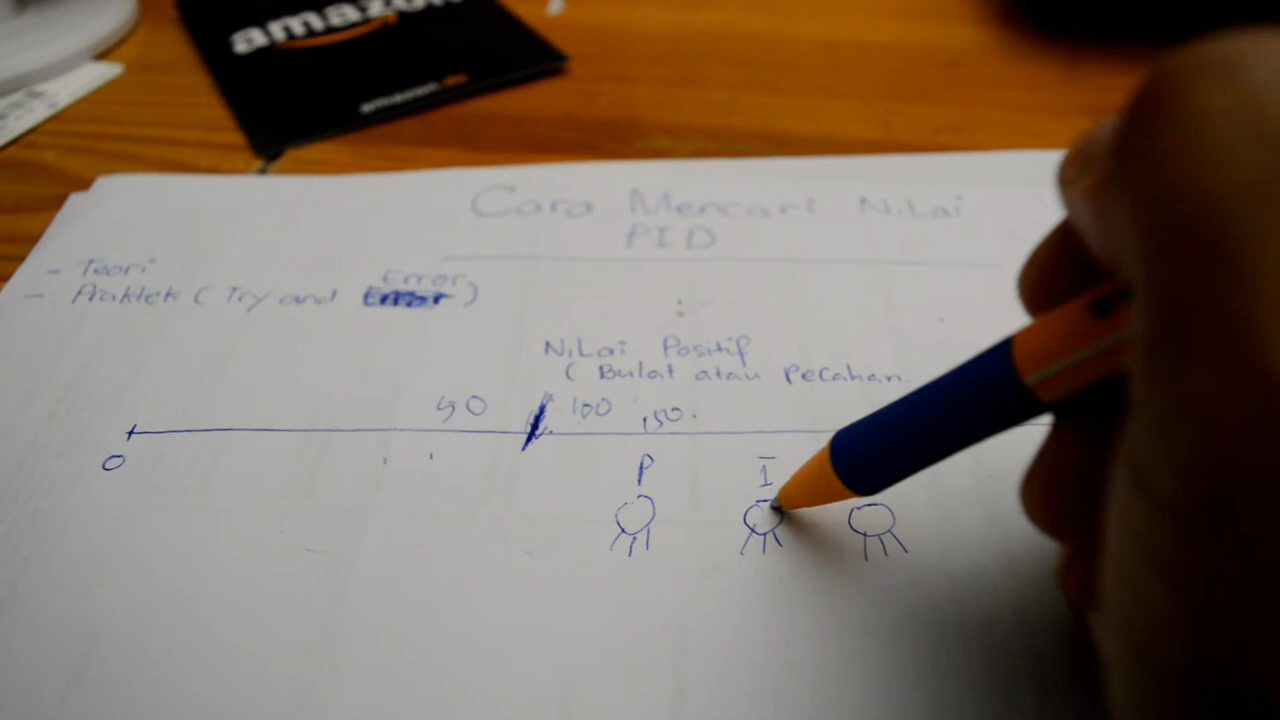 amazon
amazon
Cara Mencari Nilai
PID
- Teori
- Praktek ( Try and Error )
Nilai Positif
( Bulat atau Pecahan
50 100 150.
0
P I